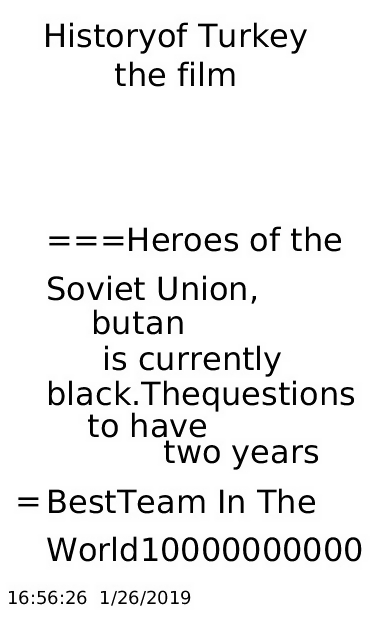 Historyof Turkey
the film
===Heroes of the
Soviet Union,
butan
is currently
black.Thequestions
to have
two years
=BestTeam In The
World10000000000
16:56:26 1/26/2019